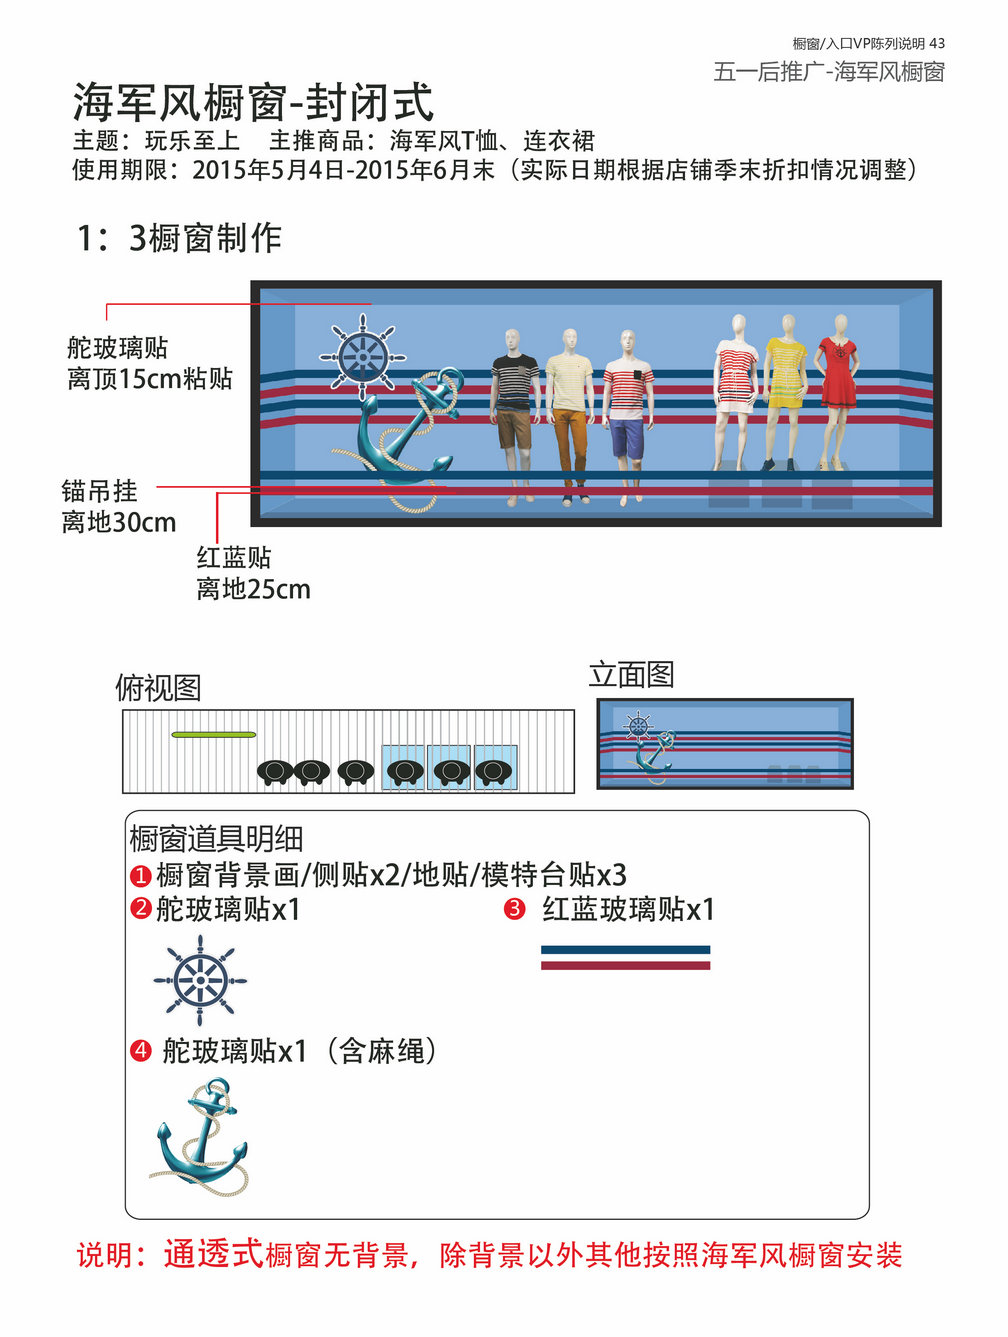 橱窗/入口VP陈列说明 43
五一后推广-海军风橱窗
海军风橱窗-封闭式
主题：玩乐至上　主推商品：海军风T恤、连衣裙
使用期限：2015年5月4日-2015年6月末（实际日期根据店铺季末折扣情况调整）
1：3橱窗制作
舵玻璃贴
离顶15cm粘贴
锚吊挂
离地30cm
红蓝贴
离地25cm
俯视图
立面图
橱窗道具明细
1 橱窗背景画/侧贴x2/地贴/模特台贴x3
2 舵玻璃贴x1
3 红蓝玻璃贴x1
4 舵玻璃贴x1（含麻绳）
说明：通透式橱窗无背景，除背景以外其他按照海军风橱窗安装